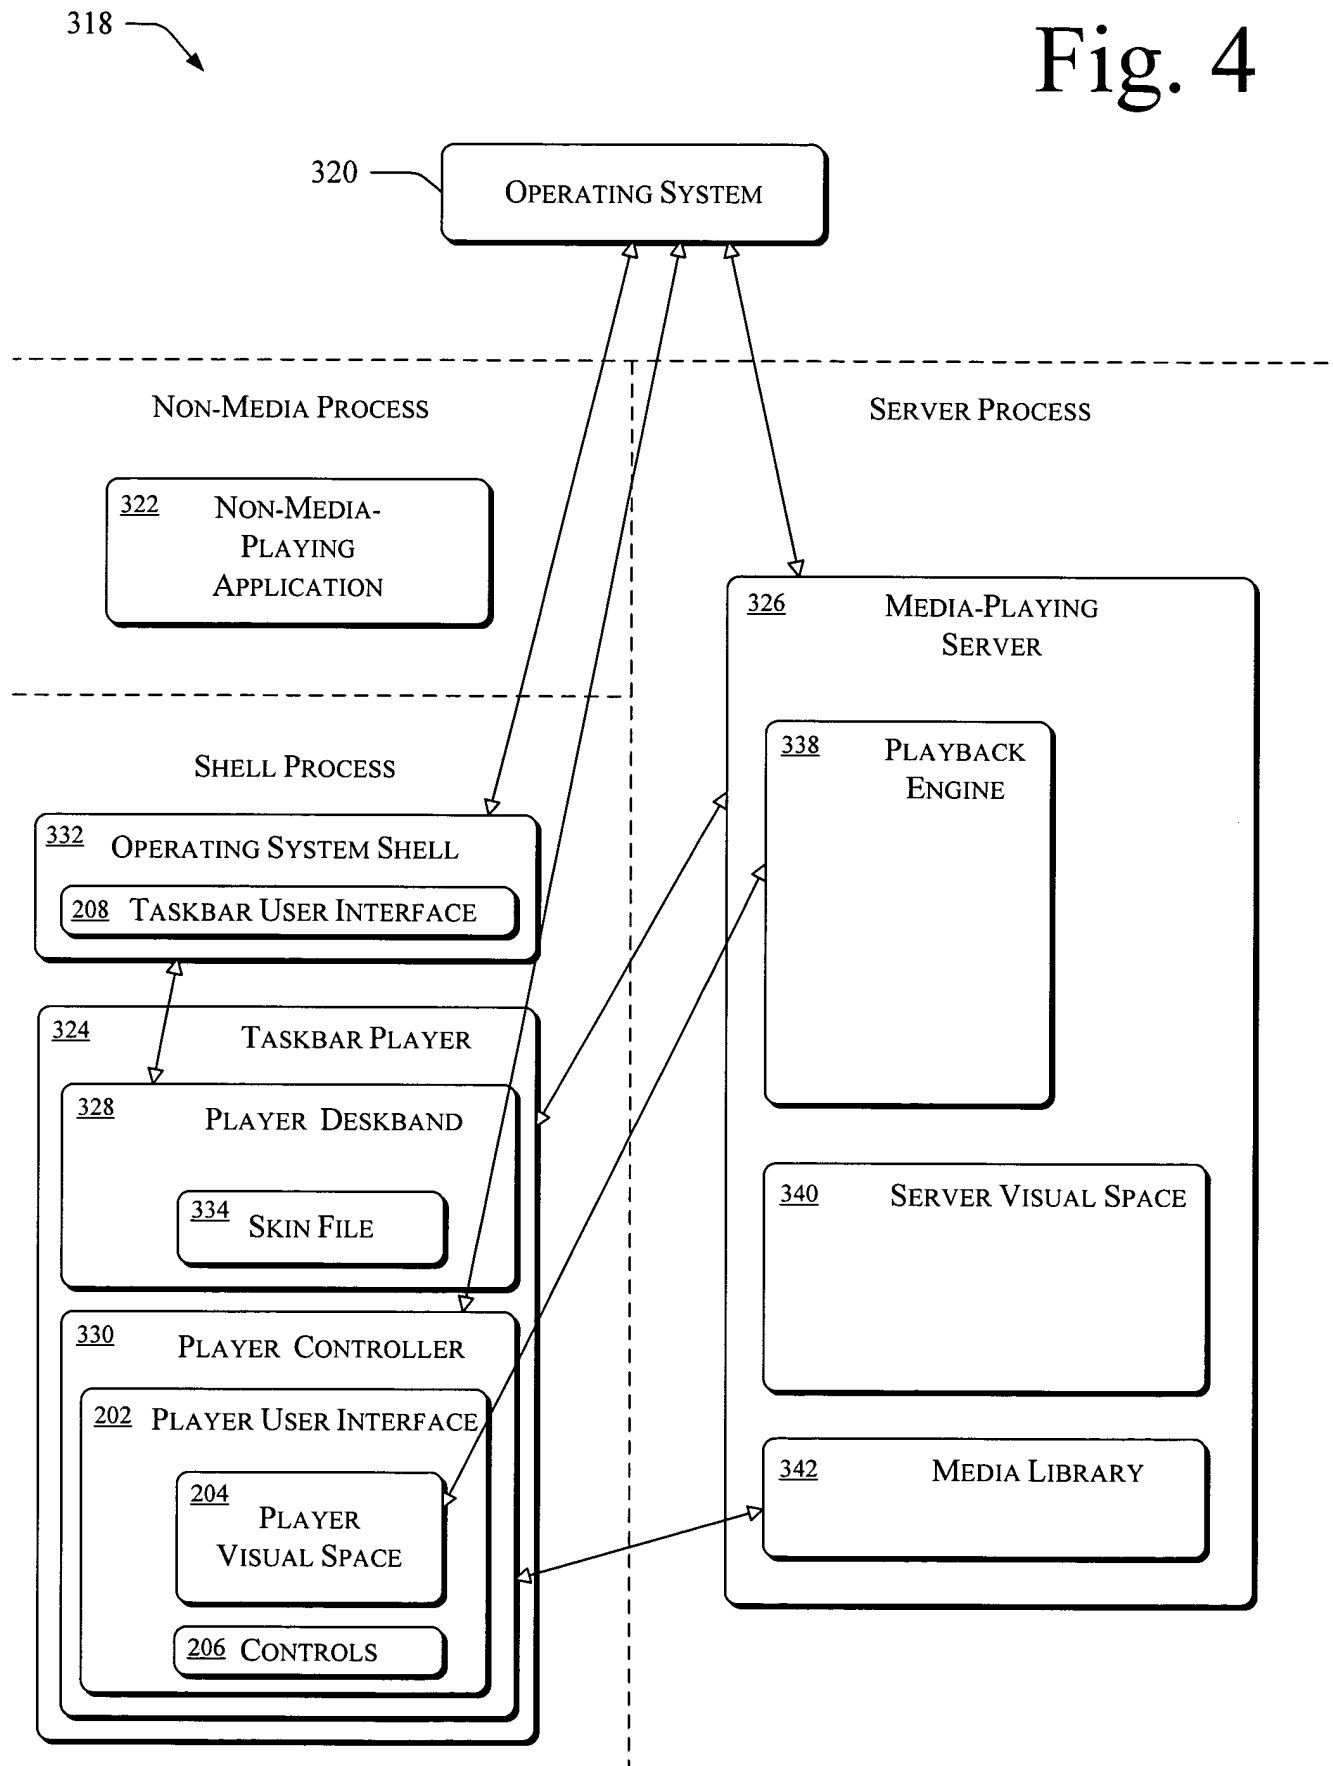 318
Fig. 4
320
OPERATING SYSTEM
NON-MEDIA PROCESS
SERVER PROCESS
322 NON-MEDIA-
PLAYING
APPLICATION
326 MEDIA-PLAYING
SERVER
338 PLAYBACK
ENGINE
SHELL PROCESS
332 OPERATING SYSTEM SHELL
208 TASKBAR USER INTERFACE
324 TASKBAR PLAYER
328 PLAYER DESKBAND
334 SKIN FILE
340 SERVER VISUAL SPACE
330 PLAYER CONTROLLER
202 PLAYER USER INTERFACE
204 PLAYER
VISUAL SPACE
342 MEDIA LIBRARY
206 CONTROLS